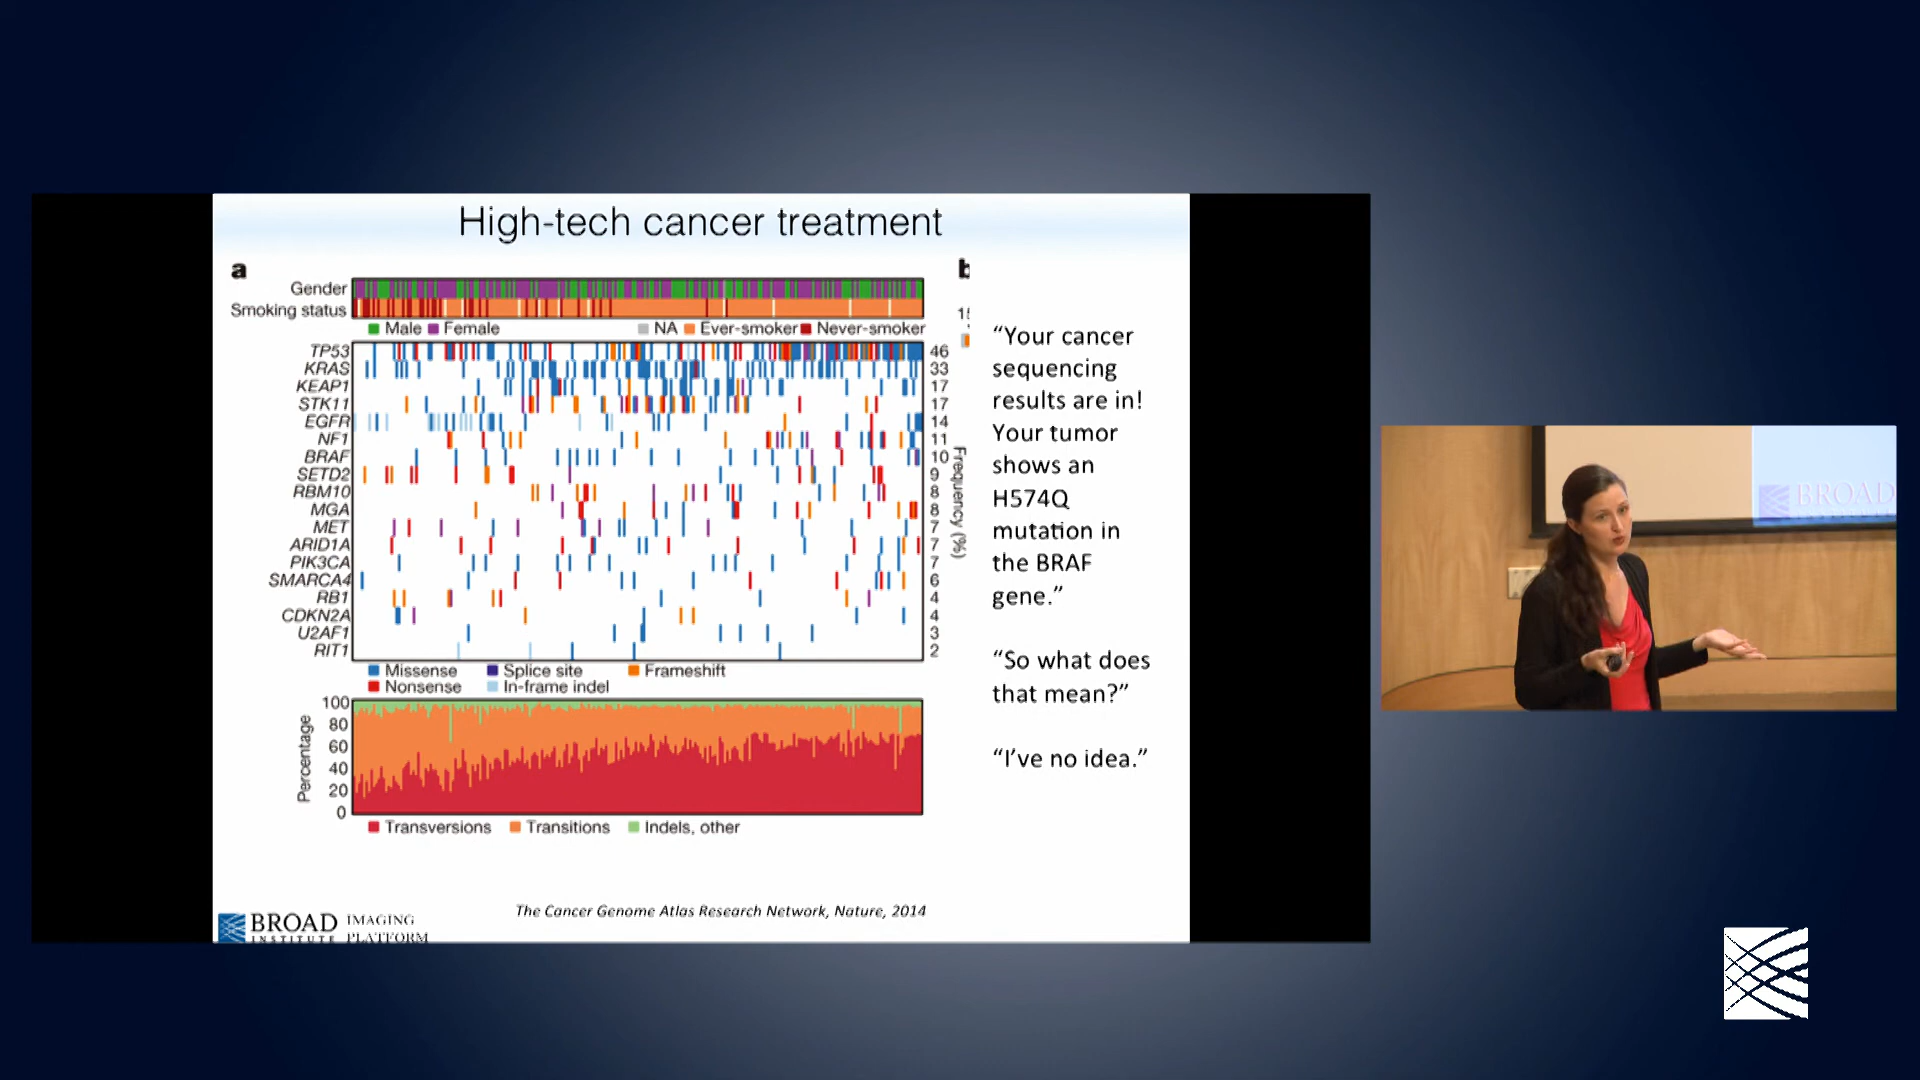 High-tech cancer treatment
a
b
Gender
Smoking status
15
Male Female NA Ever-smoker Never-smoker
TP53 46
KRAS 33
KEAP1 17
STK11 17
EGFR 14
NF1 11
BRAF 10
SETD2 9
RBM10 8
MGA 8
MET 7
ARID1A 7
PIK3CA 7
SMARCA4 6
RB1 4
CDKN2A 4
U2AF1 3
RIT1 2
Frequency (%)
Missense Splice site Frameshift
Nonsense In-frame indel
Percentage
100
80
60
40
20
0
Transversions Transitions Indels, other
“Your cancer
sequencing
results are in!
Your tumor
shows an
H574Q
mutation in
the BRAF
gene.”
“So what does
that mean?”
“I’ve no idea.”
The Cancer Genome Atlas Research Network, Nature, 2014
BROAD
INSTITUTE
IMAGING
PLATFORM
BROAD